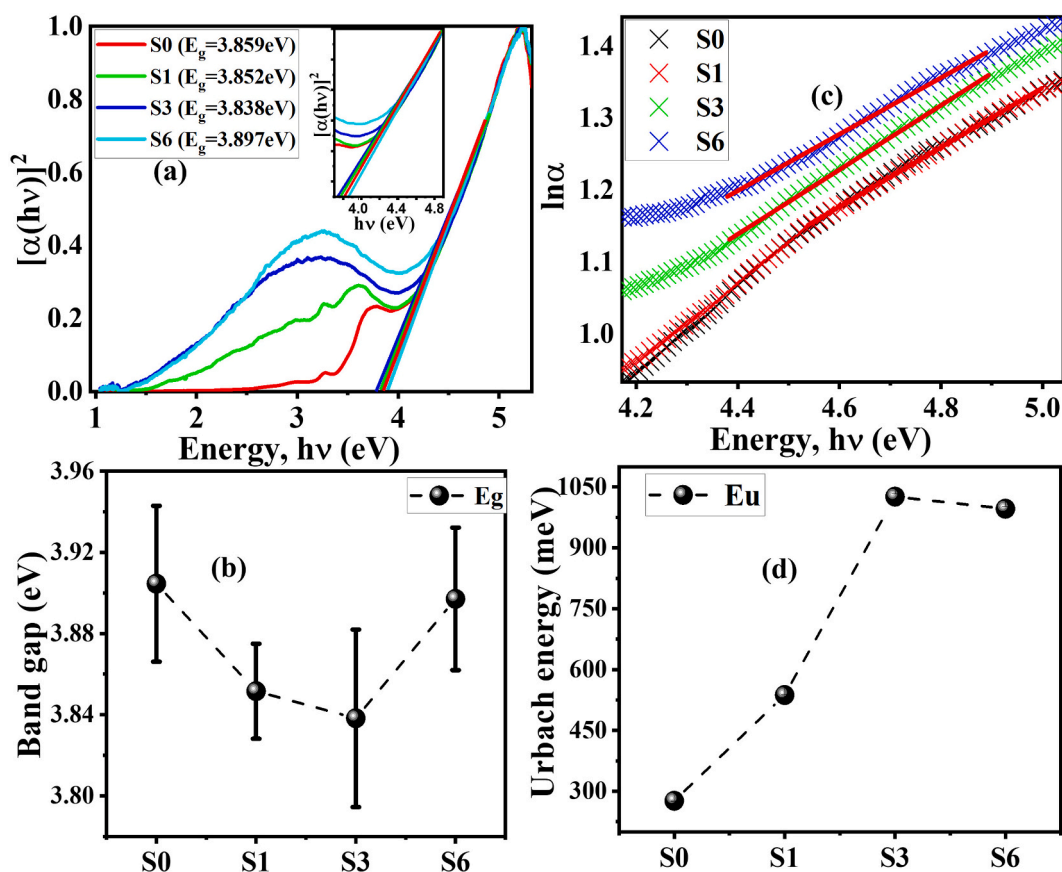 1.0
0.8
0.6
0.4
0.2
0.0
[α(hν)]²
S0 (Eg=3.859eV)
S1 (Eg=3.852eV)
S3 (Eg=3.838eV)
S6 (Eg=3.897eV)
(a)
[α(hν)]²
4.0 4.4 4.8
hν (eV)
1 2 3 4 5
Energy, hν (eV)
1.4
1.3
1.2
1.1
1.0
lnα
S0
S1
S3
S6
(c)
4.2 4.4 4.6 4.8 5.0
Energy, hν (eV)
3.96
3.92
3.88
3.84
3.80
Band gap (eV)
Eg
(b)
S0 S1 S3 S6
1050
900
750
600
450
300
Urbach energy (meV)
Eu
(d)
S0 S1 S3 S6